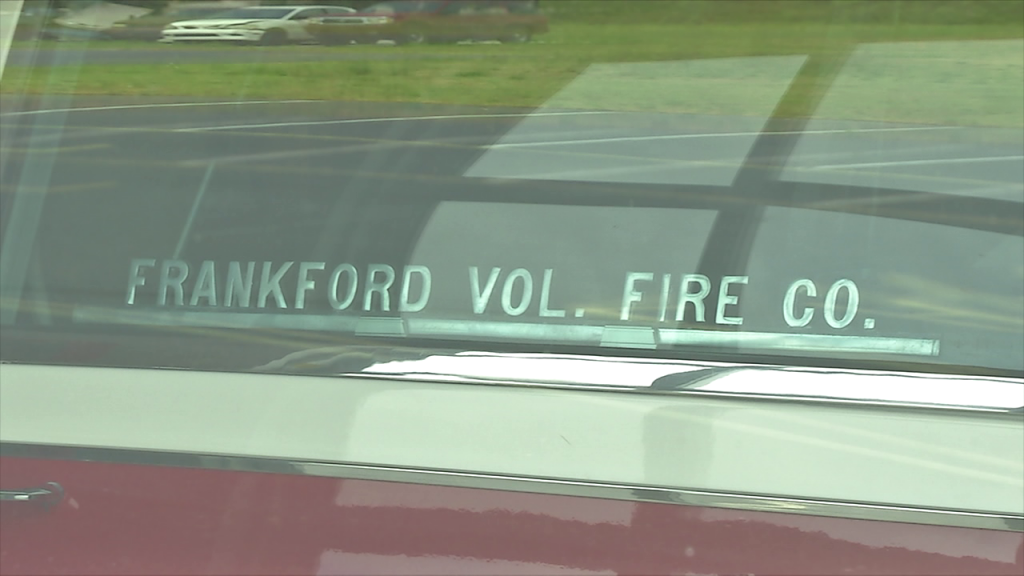 FRANKFORD VOL. FIRE CO.